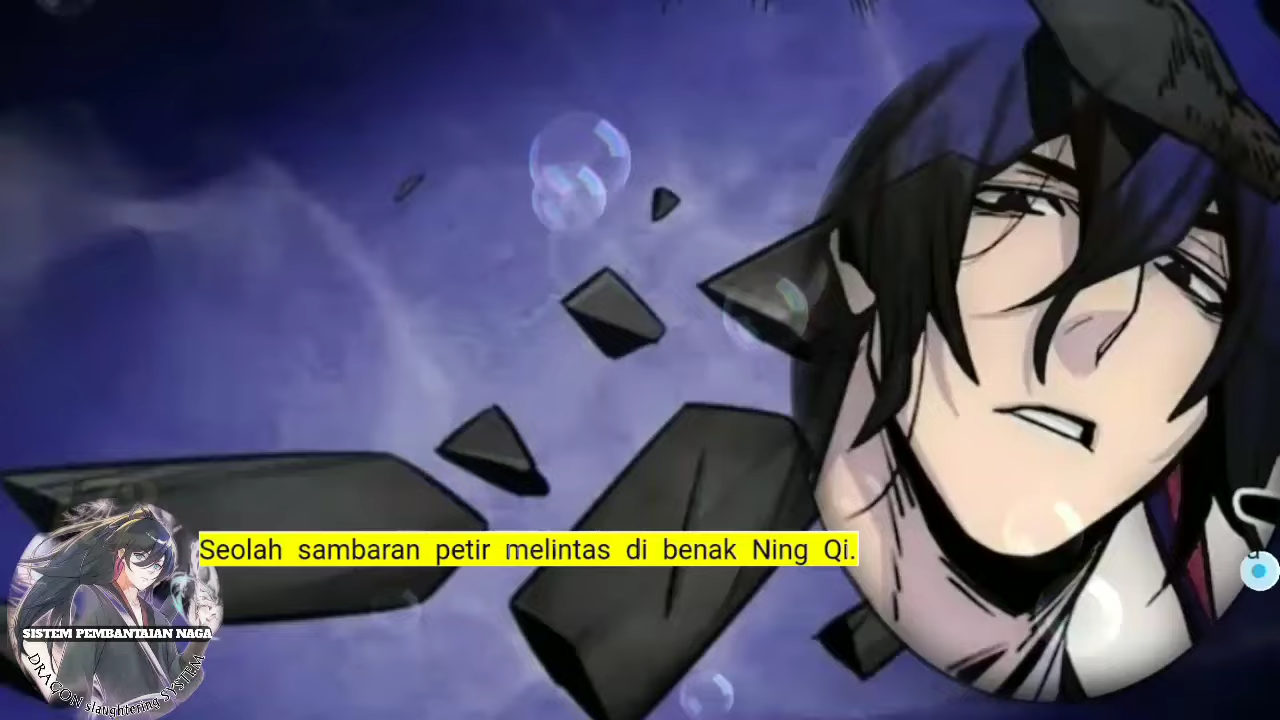 Seolah sambaran petir melintas di benak Ning Qi.
SISTEM PEMBANTAIAN NAGA
DRAGON slaughtering SYSTEM